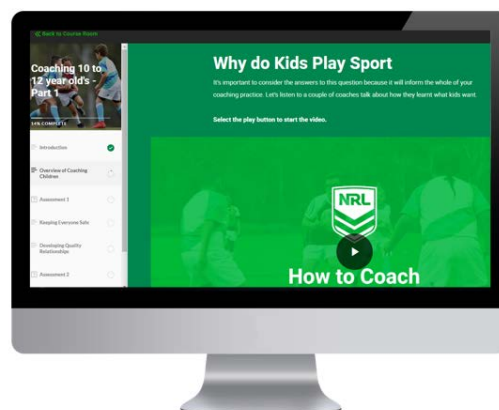 Back to Course Room
Coaching 10 to
12 year old's -
Part 1
14% COMPLETE
Introduction
Overview of Coaching
Children
Assessment 1
Keeping Everyone Safe
Developing Quality
Relationships
Assessment 2
Why do Kids Play Sport
It's important to consider the answers to this question because it will inform the whole of your
coaching practice. Let's listen to a couple of coaches talk about how they learnt what kids want.
Select the play button to start the video.
NRL
How to Coach